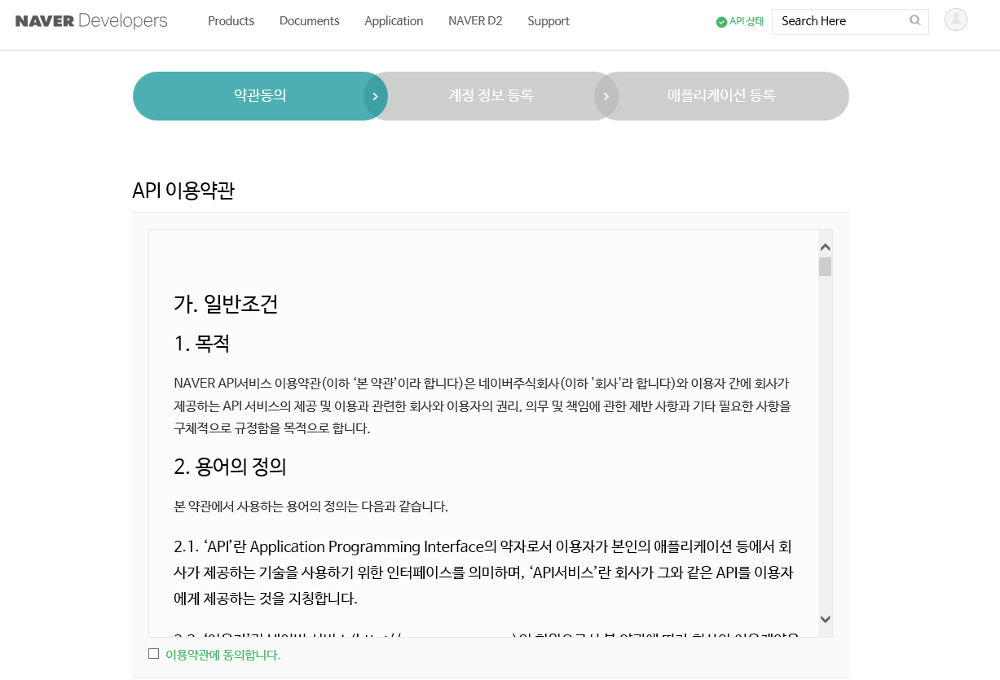 NAVER Developers
Products Documents Application NAVER D2 Support
API 상태
Search Here
약관동의
계정 정보 등록
애플리케이션 등록
API 이용약관
가. 일반조건
1. 목적
NAVER API서비스 이용약관(이하 ‘본 약관’이라 합니다)은 네이버주식회사(이하 '회사'라 합니다)와 이용자 간에 회사가
제공하는 API 서비스의 제공 및 이용과 관련한 회사와 이용자의 권리, 의무 및 책임에 관한 제반 사항과 기타 필요한 사항을
구체적으로 규정함을 목적으로 합니다.
2. 용어의 정의
본 약관에서 사용하는 용어의 정의는 다음과 같습니다.
2.1. ‘API’란 Application Programming Interface의 약자로서 이용자가 본인의 애플리케이션 등에서 회
사가 제공하는 기술을 사용하기 위한 인터페이스를 의미하며, ‘API서비스’란 회사가 그와 같은 API를 이용자
에게 제공하는 것을 지칭합니다.
이용약관에 동의합니다.